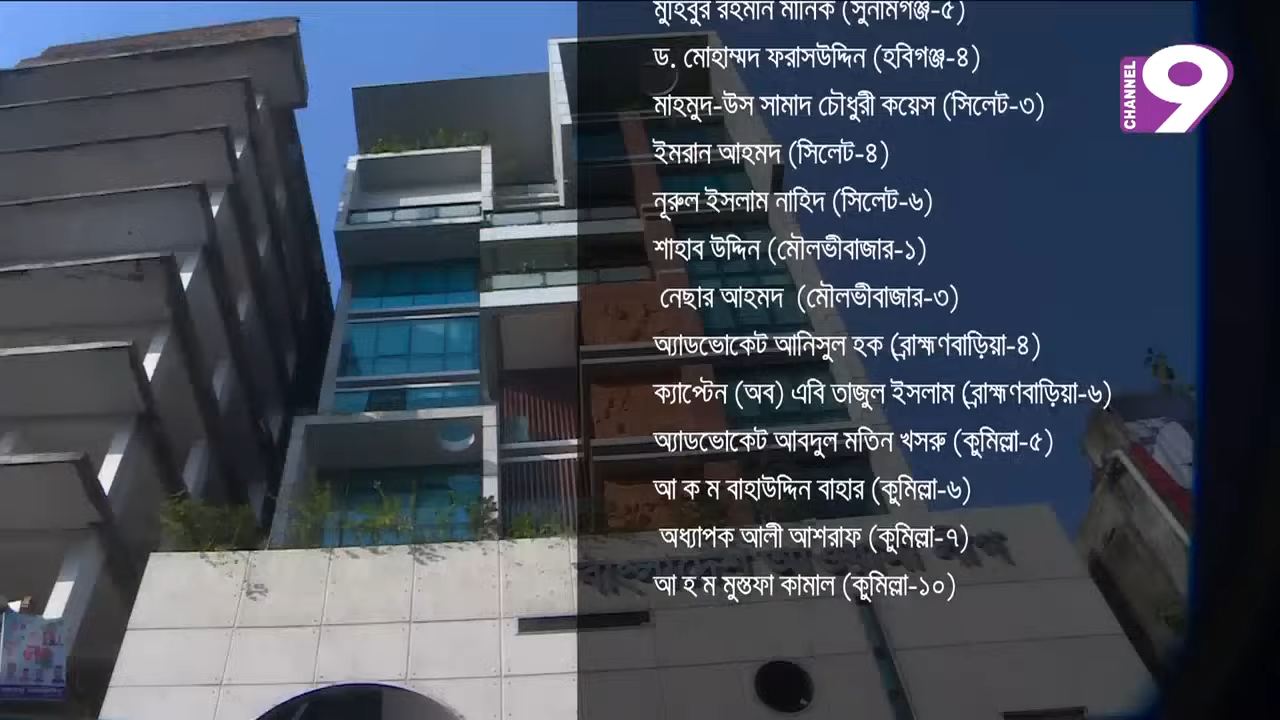 মুহিবুর রহমান মানিক (সুনামগঞ্জ-৫)
ড. মোহাম্মদ ফরাসউদ্দিন (হবিগঞ্জ-৪)
মাহমুদ-উস সামাদ চৌধুরী কয়েস (সিলেট-৩)
ইমরান আহমদ (সিলেট-৪)
নূরুল ইসলাম নাহিদ (সিলেট-৬)
শাহাব উদ্দিন (মৌলভীবাজার-১)
নেছার আহমদ (মৌলভীবাজার-৩)
অ্যাডভোকেট আনিসুল হক (ব্রাহ্মণবাড়িয়া-৪)
ক্যাপ্টেন (অব) এবি তাজুল ইসলাম (ব্রাহ্মণবাড়িয়া-৬)
অ্যাডভোকেট আবদুল মতিন খসরু (কুমিল্লা-৫)
আ ক ম বাহাউদ্দিন বাহার (কুমিল্লা-৬)
অধ্যাপক আলী আশরাফ (কুমিল্লা-৭)
আ হ ম মুস্তফা কামাল (কুমিল্লা-১০)
CHANNEL 9
বাংলাদেশ